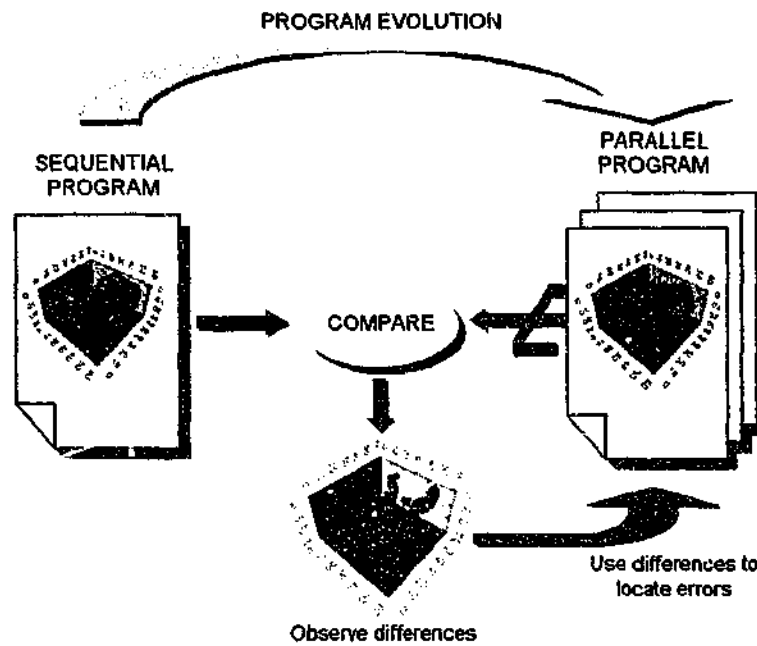 PROGRAM EVOLUTION
SEQUENTIAL
PROGRAM
PARALLEL
PROGRAM
COMPARE
Use differences to
locate errors
Observe differences